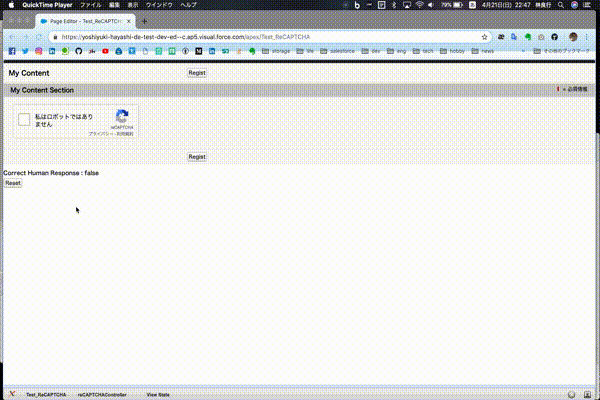 QuickTime Player ファイル 編集 表示 ウインドウ ヘルプ 79% 4月21日(日) 22:47 林良行
Page Editor - Test_ReCAPTCHA
https://yoshiyuki-hayashi-de-test-dev-ed--c.ap5.visual.force.com/apex/Test_ReCAPTCHA
storage life salesforce dev eng tech hobby news » その他のブックマーク
My Content Regist
My Content Section = 必須情報
私はロボットではあり
ません
reCAPTCHA
プライバシー - 利用規約
Regist
Correct Human Response : false
Reset
Test_ReCAPTCHA reCAPTCHAController View State